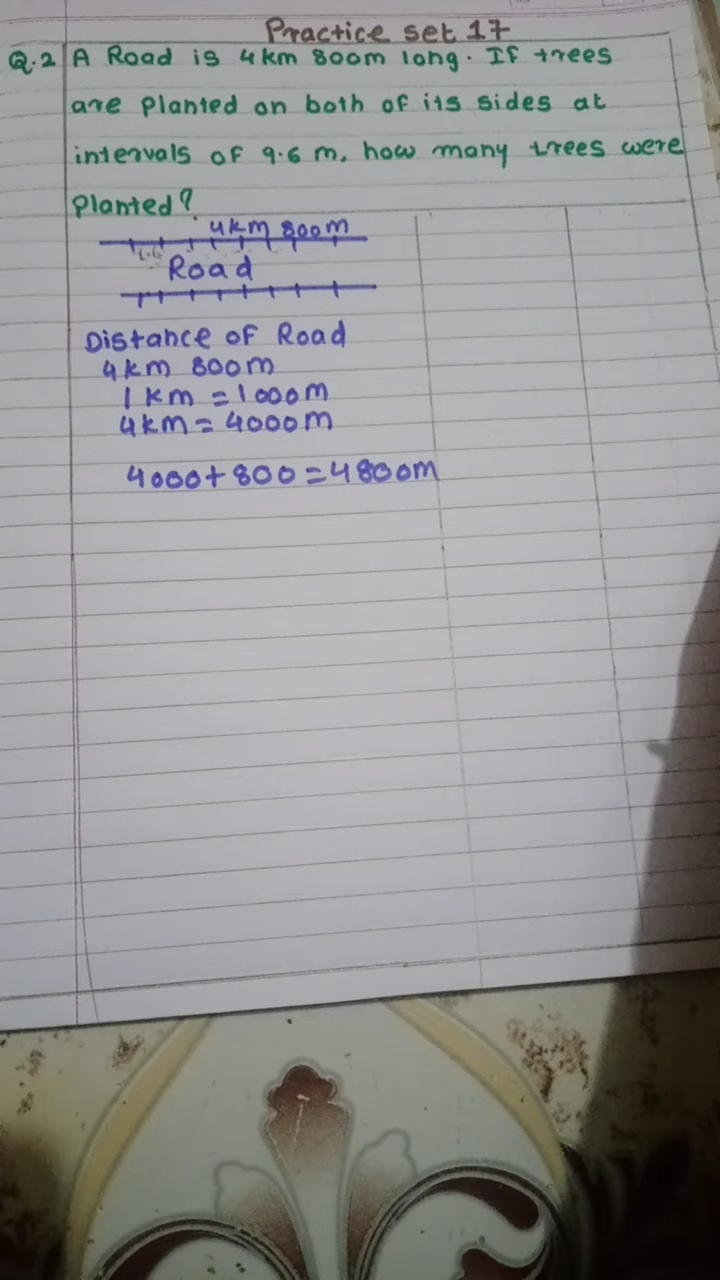 Practice set 17
Q.2 A Road is 4km 800m long. If trees
are Planted on both of its sides at
intervals of 9.6 m, how many trees were
Planted?
4km 800m
Road
Distance of Road
4km 800m
1 km = 1000m
4km = 4000m
4000+800=4800m